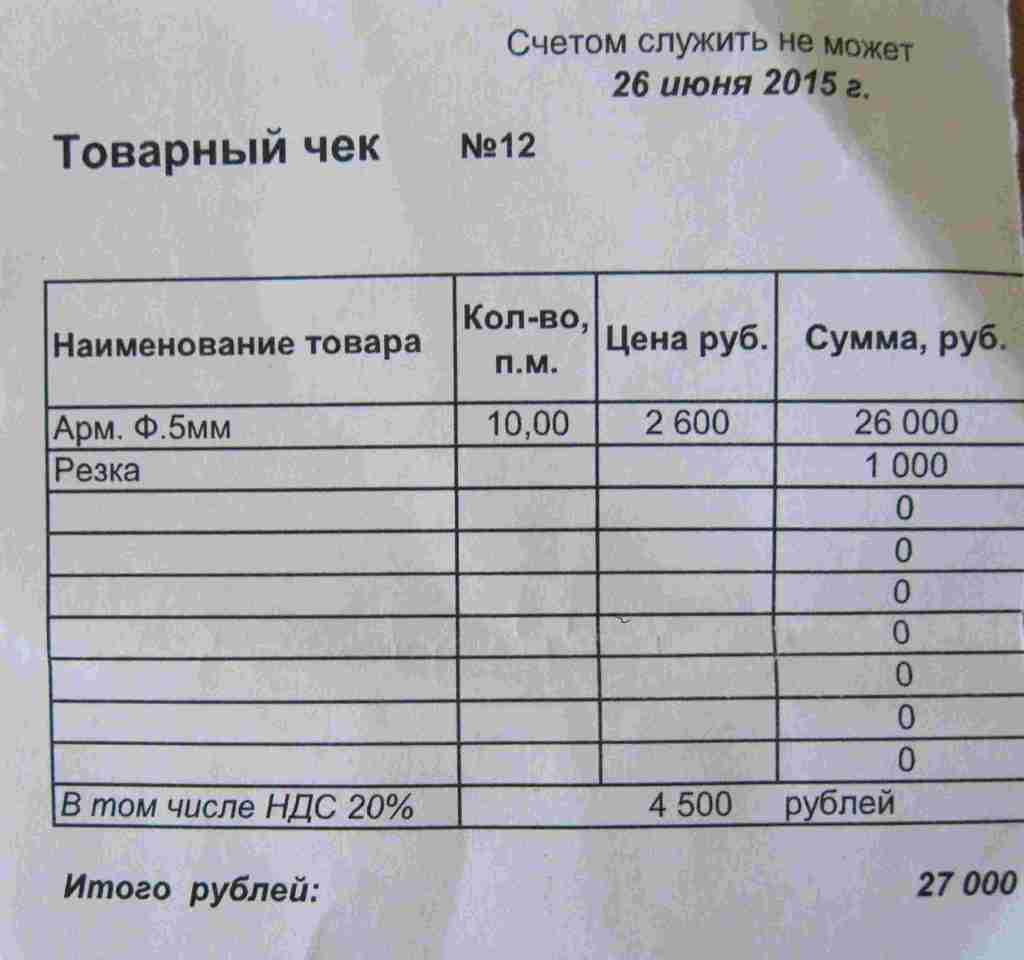 Счетом служить не может
26 июня 2015 г.
Товарный чек №12
Наименование товара Кол-во, п.м. Цена руб. Сумма, руб.
Арм. Ф.5мм 10,00 2 600 26 000
Резка 1 000
0
0
0
0
0
0
0
В том числе НДС 20% 4 500 рублей
Итого рублей: 27 000